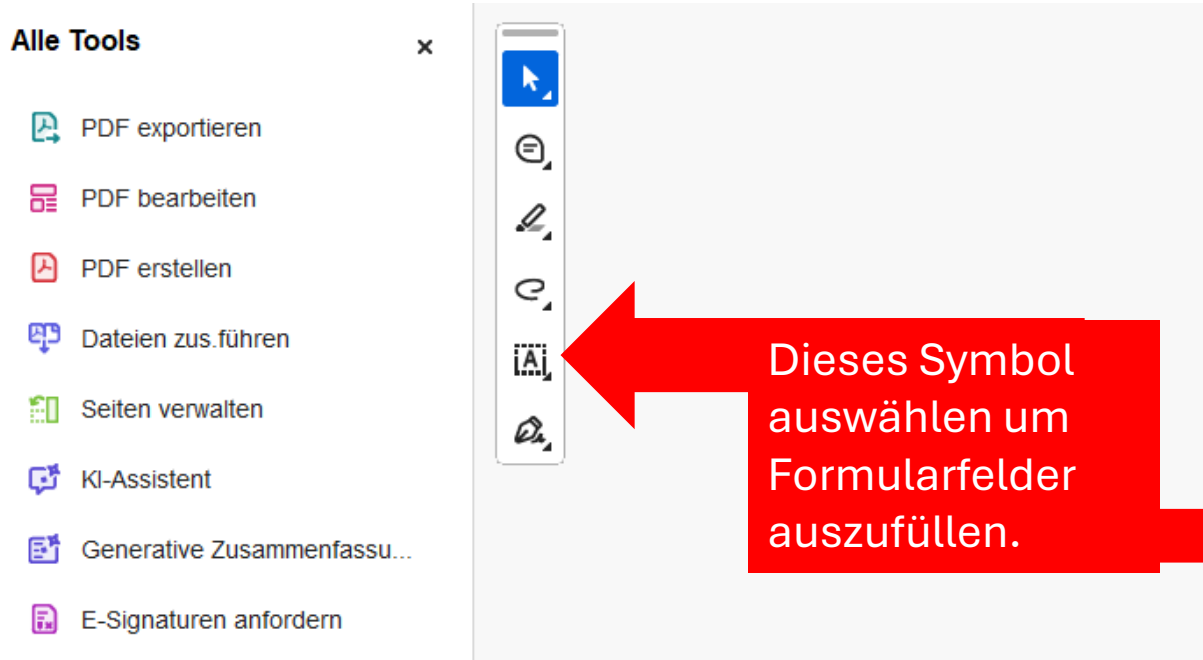 Alle Tools
PDF exportieren
PDF bearbeiten
PDF erstellen
Dateien zus.führen
Seiten verwalten
KI-Assistent
Generative Zusammenfassu...
E-Signaturen anfordern
A
Dieses Symbol
auswählen um
Formularfelder
auszufüllen.